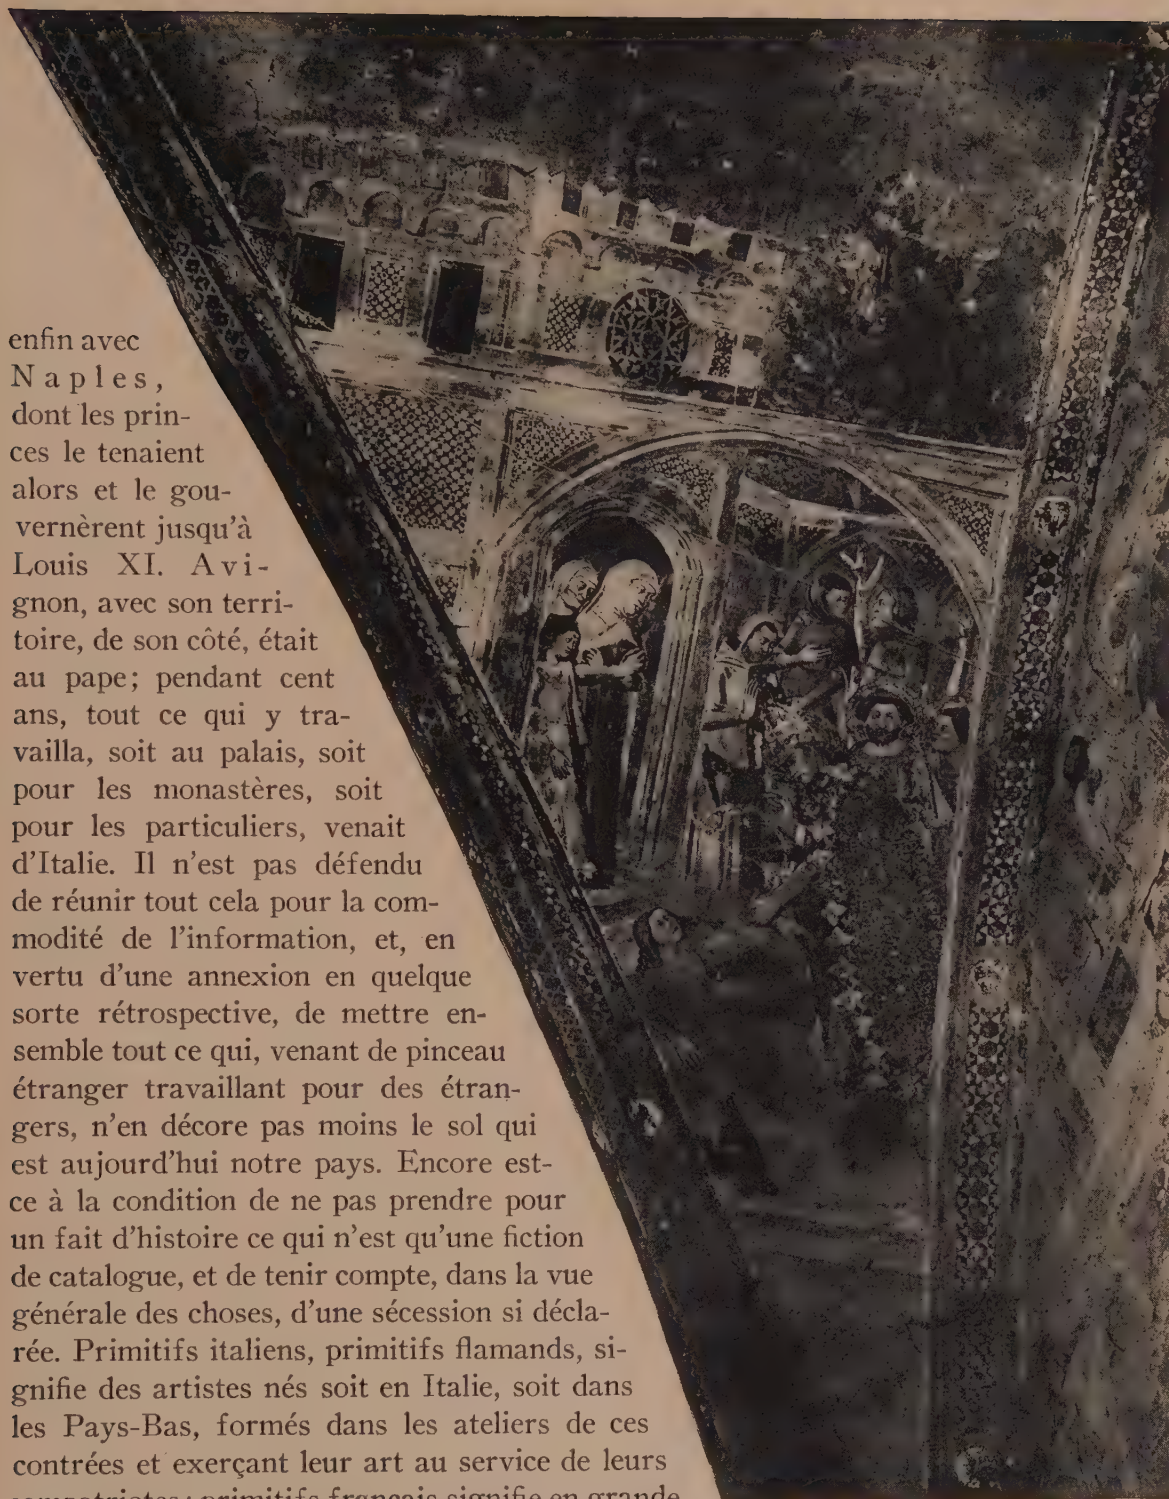 enfin avec
Naples,
dont les prin-
ces le tenaient
alors et le gou-
vernèrent jusqu'à
Louis XI. Avi-
gnon, avec son terri-
toire, de son côté, était
au pape; pendant cent
ans, tout ce qui y tra-
vailla, soit au palais, soit
pour les monastères, soit
pour les particuliers, venait
d'Italie. Il n'est pas défendu
de réunir tout cela pour la com-
modité de l'information, et, en
vertu d'une annexion en quelque
sorte rétrospective, de mettre en-
semble tout ce qui, venant de pinceau
étranger travaillant pour des étran-
gers, n'en décore pas moins le sol qui
est aujourd'hui notre pays. Encore est-
ce à la condition de ne pas prendre pour
un fait d'histoire ce qui n'est qu'une fiction
de catalogue, et de tenir compte, dans la vue
générale des choses, d'une sécession si décla-
rée. Primitifs italiens, primitifs flamands, si-
gnifie des artistes nés soit en Italie, soit dans
les Pays-Bas, formés dans les ateliers de ces
contrées et exerçant leur art au service de leurs
compatriotes; primitifs français signifie en grande